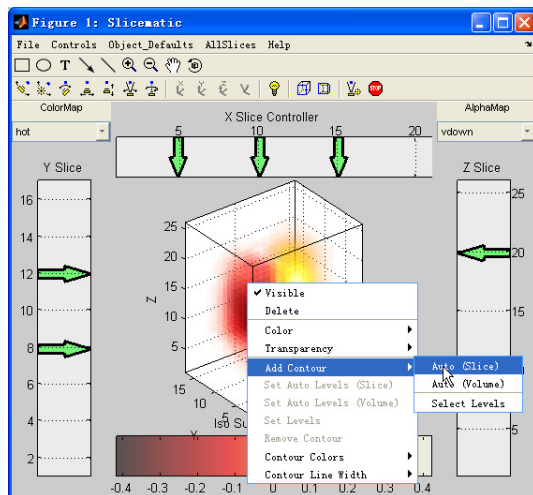 Figure 1: Slicematic
File Controls Object_Defaults AllSlices Help
T
ColorMap
AlphaMap
hot
vdown
X Slice Controller
5 10 15 20
Y Slice
Z Slice
16
14
12
10
8
6
4
2
25
20
15
5
25
20
15
10
5
Z
15
10
5
✓ Visible
Delete
Color
Transparency
Add Contour
Set Auto Levels (Slice)
Set Auto Levels (Volume)
Set Levels
Remove Contour
Contour Colors
Contour Line Width
Auto (Slice)
Auto (Volume)
Select Levels
STOP
Iso Su
-0.4 -0.3 -0.2 -0.1 0.2 0.3 0.4